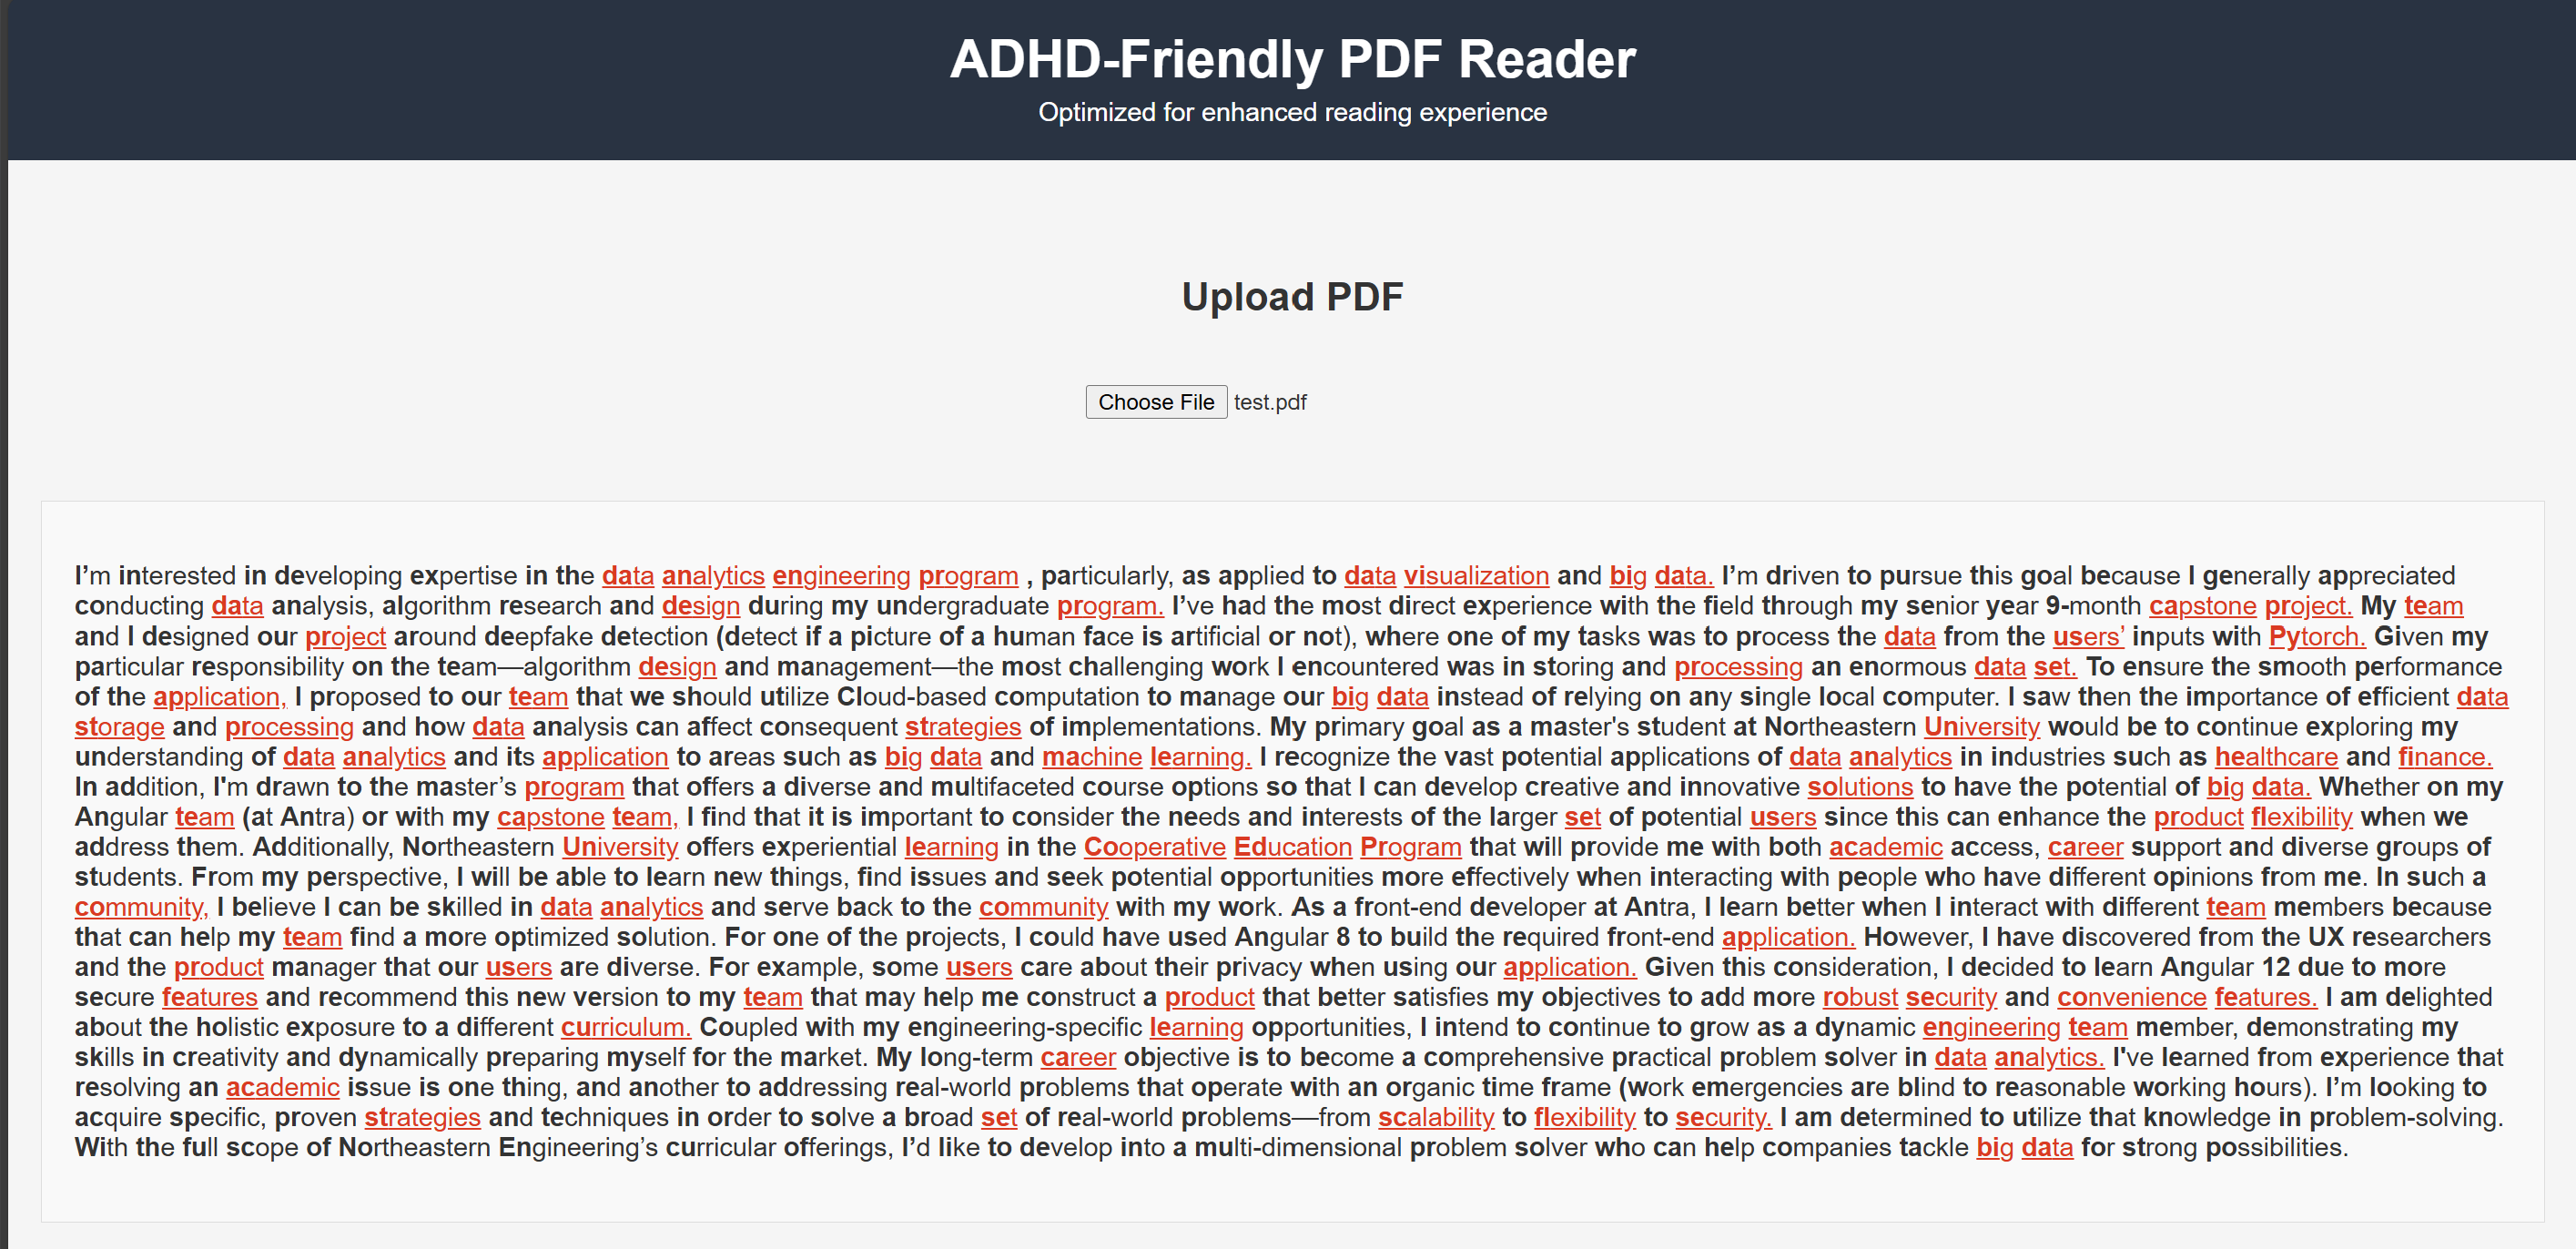 ADHD-Friendly PDF Reader
Optimized for enhanced reading experience
Upload PDF
Choose File test.pdf
I’m interested in developing expertise in the data analytics engineering program , particularly, as applied to data visualization and big data. I’m driven to pursue this goal because I generally appreciated
conducting data analysis, algorithm research and design during my undergraduate program. I’ve had the most direct experience with the field through my senior year 9-month capstone project. My team
and I designed our project around deepfake detection (detect if a picture of a human face is artificial or not), where one of my tasks was to process the data from the users’ inputs with Pytorch. Given my
particular responsibility on the team—algorithm design and management—the most challenging work I encountered was in storing and processing an enormous data set. To ensure the smooth performance
of the application, I proposed to our team that we should utilize Cloud-based computation to manage our big data instead of relying on any single local computer. I saw then the importance of efficient data
storage and processing and how data analysis can affect consequent strategies of implementations. My primary goal as a master's student at Northeastern University would be to continue exploring my
understanding of data analytics and its application to areas such as big data and machine learning. I recognize the vast potential applications of data analytics in industries such as healthcare and finance.
In addition, I'm drawn to the master’s program that offers a diverse and multifaceted course options so that I can develop creative and innovative solutions to have the potential of big data. Whether on my
Angular team (at Antra) or with my capstone team, I find that it is important to consider the needs and interests of the larger set of potential users since this can enhance the product flexibility when we
address them. Additionally, Northeastern University offers experiential learning in the Cooperative Education Program that will provide me with both academic access, career support and diverse groups of
students. From my perspective, I will be able to learn new things, find issues and seek potential opportunities more effectively when interacting with people who have different opinions from me. In such a
community, I believe I can be skilled in data analytics and serve back to the community with my work. As a front-end developer at Antra, I learn better when I interact with different team members because
that can help my team find a more optimized solution. For one of the projects, I could have used Angular 8 to build the required front-end application. However, I have discovered from the UX researchers
and the product manager that our users are diverse. For example, some users care about their privacy when using our application. Given this consideration, I decided to learn Angular 12 due to more
secure features and recommend this new version to my team that may help me construct a product that better satisfies my objectives to add more robust security and convenience features. I am delighted
about the holistic exposure to a different curriculum. Coupled with my engineering-specific learning opportunities, I intend to continue to grow as a dynamic engineering team member, demonstrating my
skills in creativity and dynamically preparing myself for the market. My long-term career objective is to become a comprehensive practical problem solver in data analytics. I've learned from experience that
resolving an academic issue is one thing, and another to addressing real-world problems that operate with an organic time frame (work emergencies are blind to reasonable working hours). I’m looking to
acquire specific, proven strategies and techniques in order to solve a broad set of real-world problems—from scalability to flexibility to security. I am determined to utilize that knowledge in problem-solving.
With the full scope of Northeastern Engineering’s curricular offerings, I’d like to develop into a multi-dimensional problem solver who can help companies tackle big data for strong possibilities.